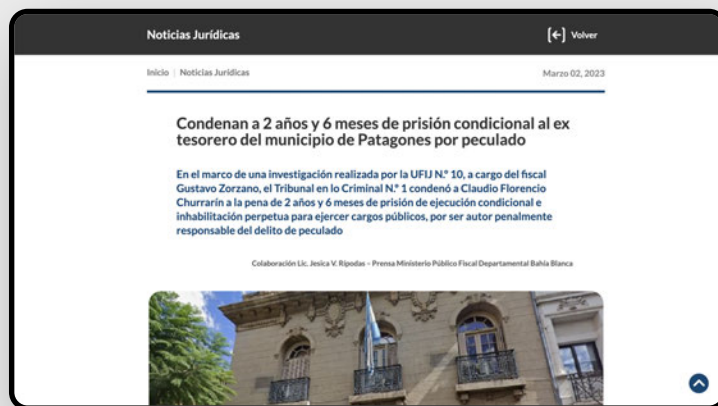 Noticias Jurídicas
Volver
Inicio | Noticias Jurídicas
Marzo 02, 2023
Condenan a 2 años y 6 meses de prisión condicional al ex
tesorero del municipio de Patagones por peculado
En el marco de una investigación realizada por la UFIJ N.º 10, a cargo del fiscal
Gustavo Zorzano, el Tribunal en lo Criminal N.º 1 condenó a Claudio Florencio
Churrarín a la pena de 2 años y 6 meses de prisión de ejecución condicional e
inhabilitación perpetua para ejercer cargos públicos, por ser autor penalmente
responsable del delito de peculado
Colaboración Lic. Jesica V. Rípodas – Prensa Ministerio Público Fiscal Departamental Bahía Blanca